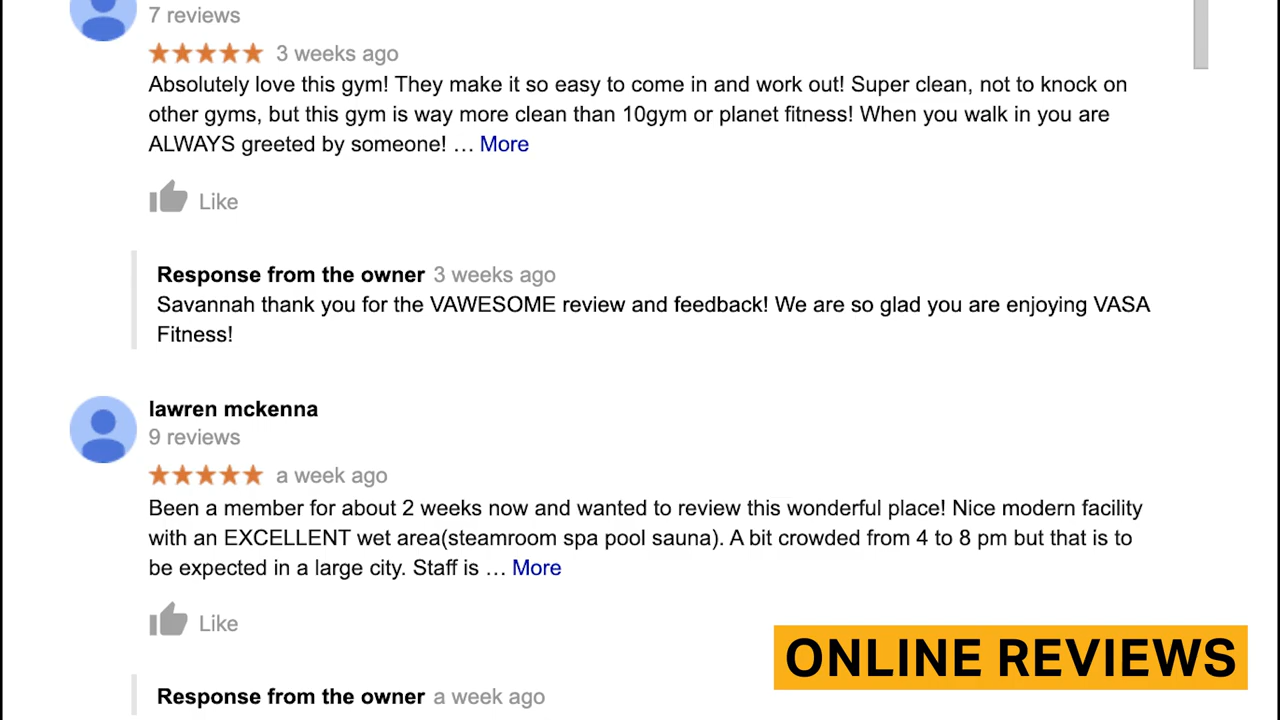 7 reviews
3 weeks ago
Absolutely love this gym! They make it so easy to come in and work out! Super clean, not to knock on
other gyms, but this gym is way more clean than 10gym or planet fitness! When you walk in you are
ALWAYS greeted by someone! … More
Like
Response from the owner 3 weeks ago
Savannah thank you for the VAWESOME review and feedback! We are so glad you are enjoying VASA
Fitness!
lawren mckenna
9 reviews
a week ago
Been a member for about 2 weeks now and wanted to review this wonderful place! Nice modern facility
with an EXCELLENT wet area(steamroom spa pool sauna). A bit crowded from 4 to 8 pm but that is to
be expected in a large city. Staff is … More
Like
ONLINE REVIEWS
Response from the owner a week ago